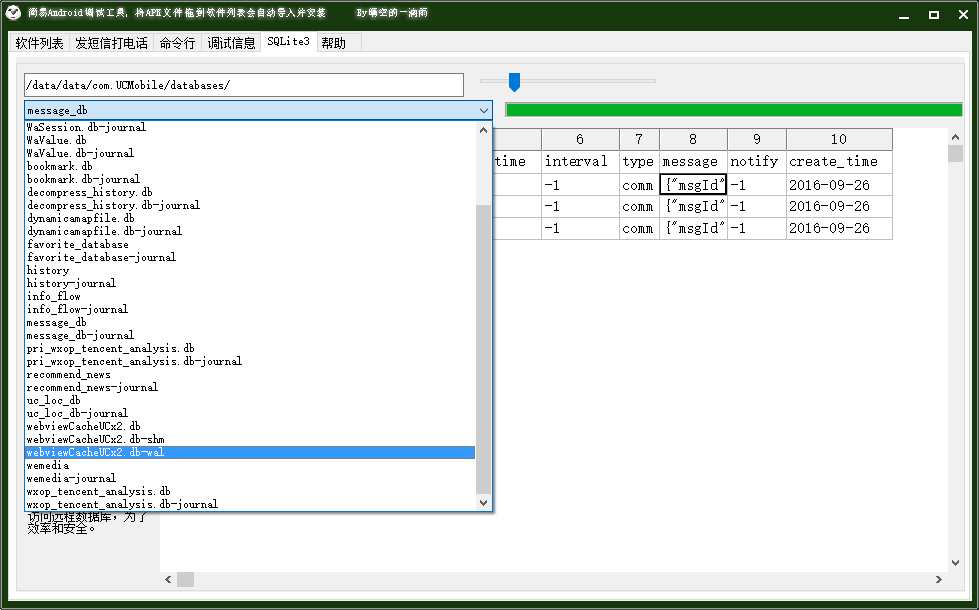 简易Android调试工具，将APK文件拖到软件列表会自动导入并安装 By晴空的一滴雨
软件列表 发短信打电话 命令行 调试信息 SQLite3 帮助
/data/data/com.UCMobile/databases/
message_db
WaSession.db-journal
WaValue.db
WaValue.db-journal
bookmark.db
bookmark.db-journal
decompress_history.db
decompress_history.db-journal
dynamicmapfile.db
dynamicmapfile.db-journal
favorite_database
favorite_database-journal
history
history-journal
info_flow
info_flow-journal
message_db
message_db-journal
pri_wxop_tencent_analysis.db
pri_wxop_tencent_analysis.db-journal
recommend_news
recommend_news-journal
uc_loc_db
uc_loc_db-journal
webviewCacheUCx2.db
webviewCacheUCx2.db-shm
webviewCacheUCx2.db-wal
wemedia
wemedia-journal
wxop_tencent_analysis.db
wxop_tencent_analysis.db-journal
访问远程数据库，为了
效率和安全。
6 7 8 9 10
time interval type message notify create_time
-1 comm {"msgId" -1 2016-09-26
-1 comm {"msgId" -1 2016-09-26
-1 comm {"msgId" -1 2016-09-26